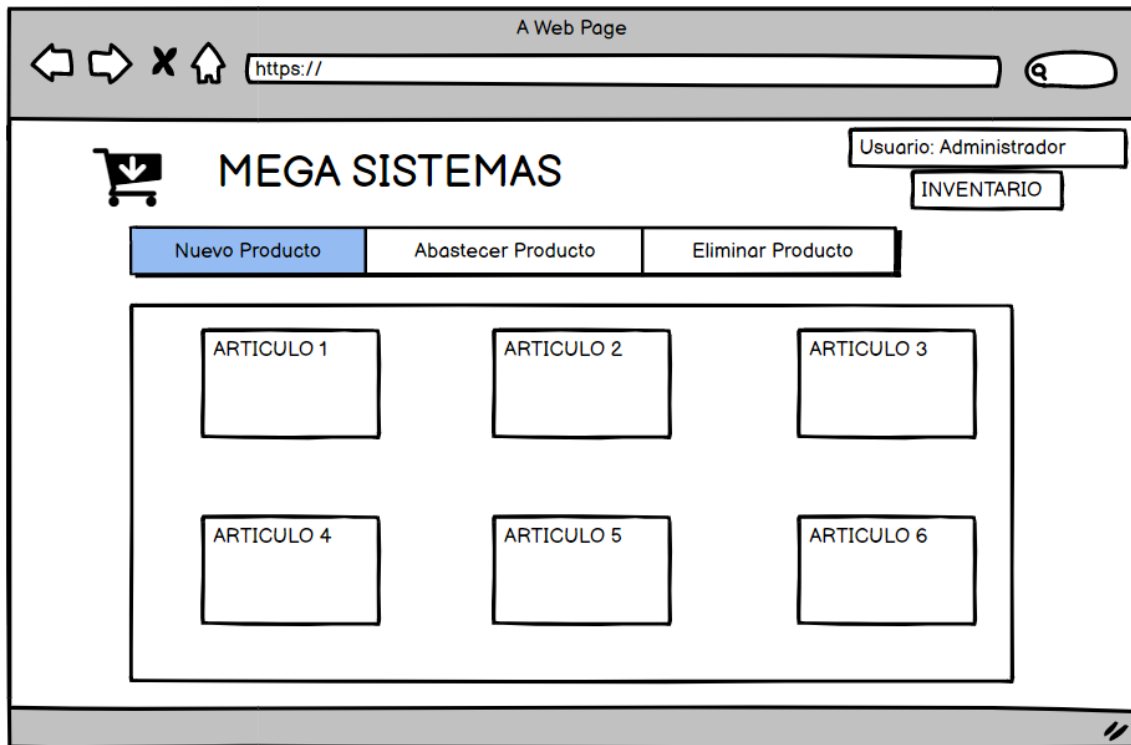 A Web Page
https://
MEGA SISTEMAS
Usuario: Administrador
INVENTARIO
Nuevo Producto
Abastecer Producto
Eliminar Producto
ARTICULO 1
ARTICULO 2
ARTICULO 3
ARTICULO 4
ARTICULO 5
ARTICULO 6